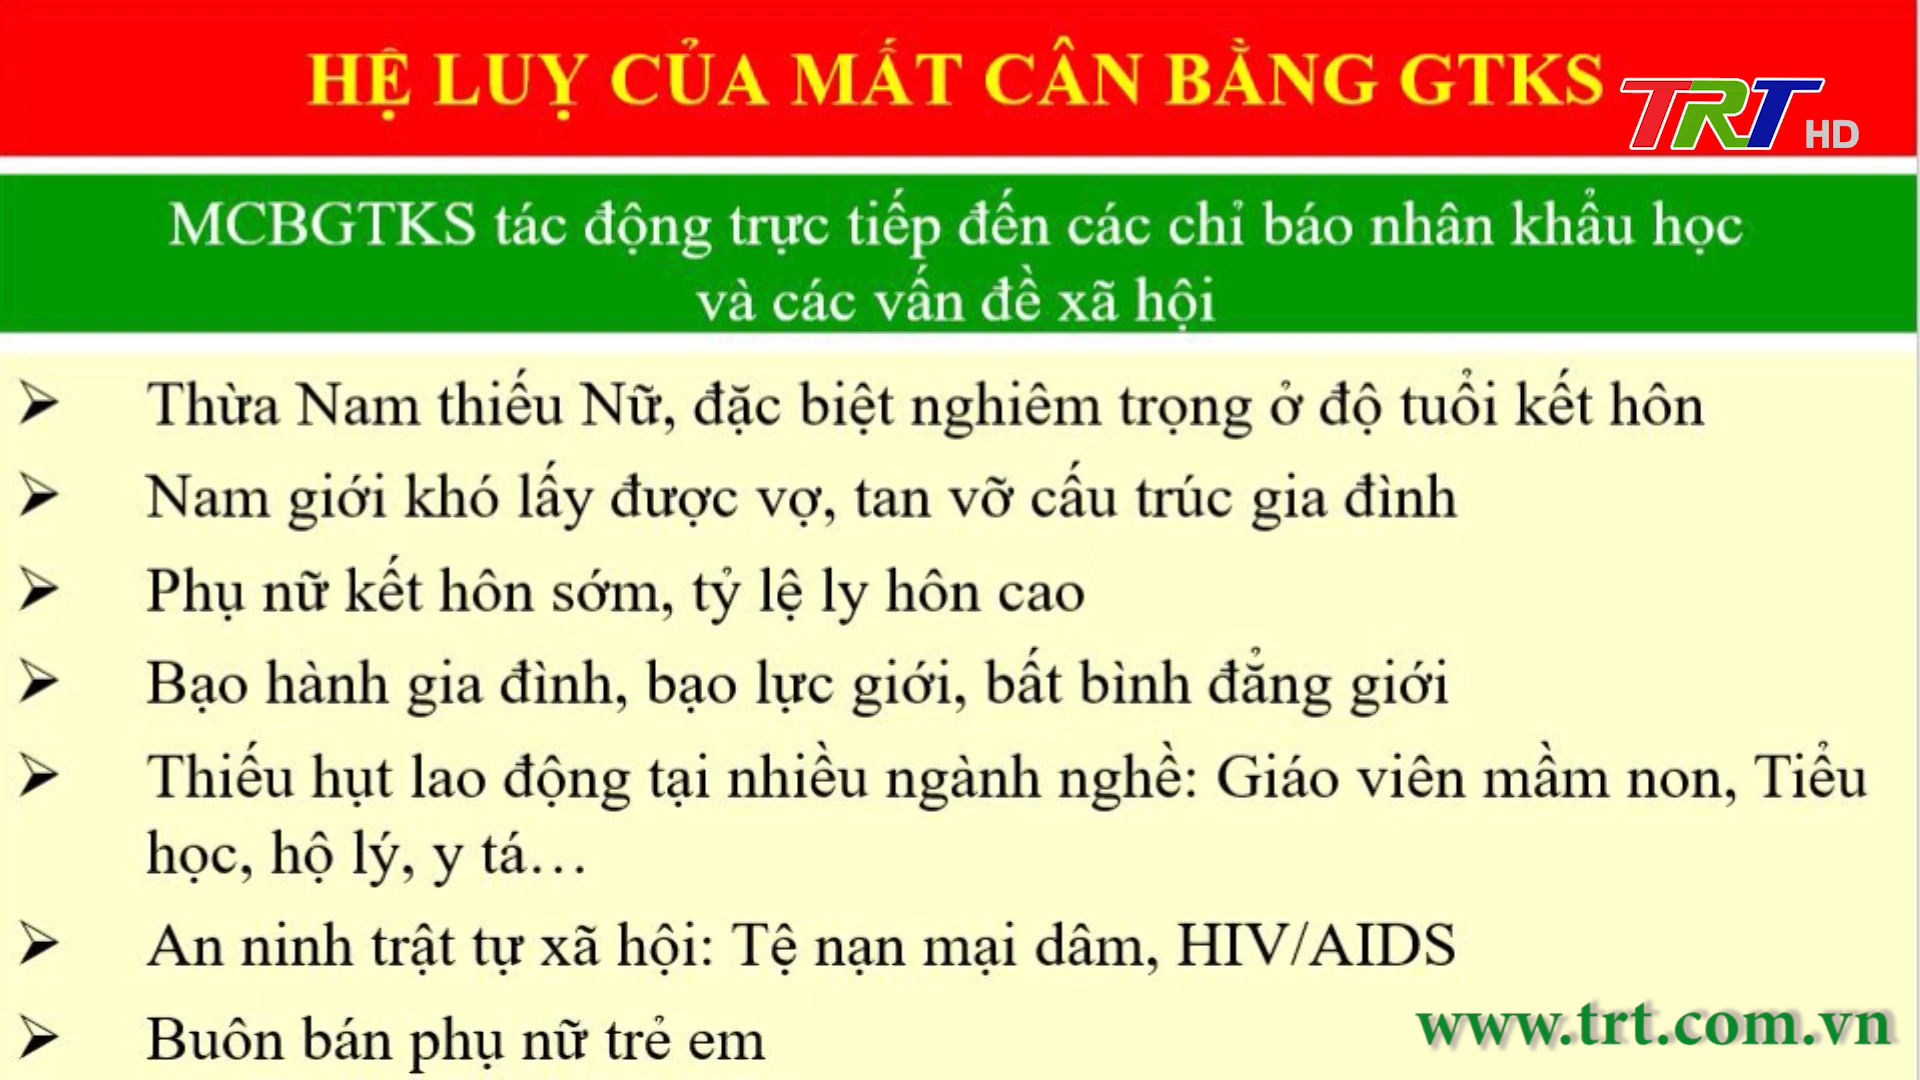 HỆ LUỴ CỦA MẤT CÂN BẰNG GTKS
TRT HD
MCBGTKS tác động trực tiếp đến các chỉ báo nhân khẩu học
và các vấn đề xã hội
➢ Thừa Nam thiếu Nữ, đặc biệt nghiêm trọng ở độ tuổi kết hôn
➢ Nam giới khó lấy được vợ, tan vỡ cấu trúc gia đình
➢ Phụ nữ kết hôn sớm, tỷ lệ ly hôn cao
➢ Bạo hành gia đình, bạo lực giới, bất bình đẳng giới
➢ Thiếu hụt lao động tại nhiều ngành nghề: Giáo viên mầm non, Tiểu
học, hộ lý, y tá…
➢ An ninh trật tự xã hội: Tệ nạn mại dâm, HIV/AIDS
➢ Buôn bán phụ nữ trẻ em
www.trt.com.vn